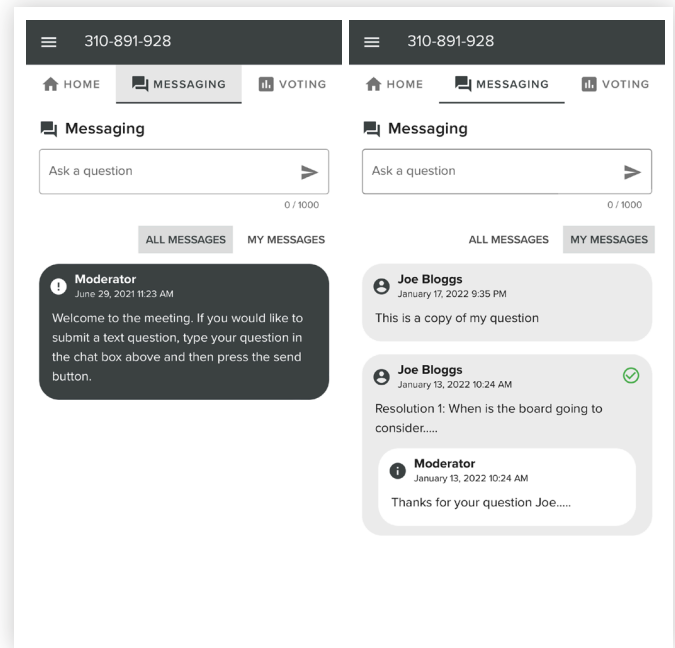 310-891-928
HOME
MESSAGING
VOTING
Messaging
Ask a question
0 / 1000
ALL MESSAGES
MY MESSAGES
Moderator
June 29, 2021 11:23 AM
Welcome to the meeting. If you would like to
submit a text question, type your question in
the chat box above and then press the send
button.
310-891-928
HOME
MESSAGING
VOTING
Messaging
Ask a question
0 / 1000
ALL MESSAGES
MY MESSAGES
Joe Bloggs
January 17, 2022 9:35 PM
This is a copy of my question
Joe Bloggs
January 13, 2022 10:24 AM
Resolution 1: When is the board going to
consider.....
Moderator
January 13, 2022 10:24 AM
Thanks for your question Joe.....